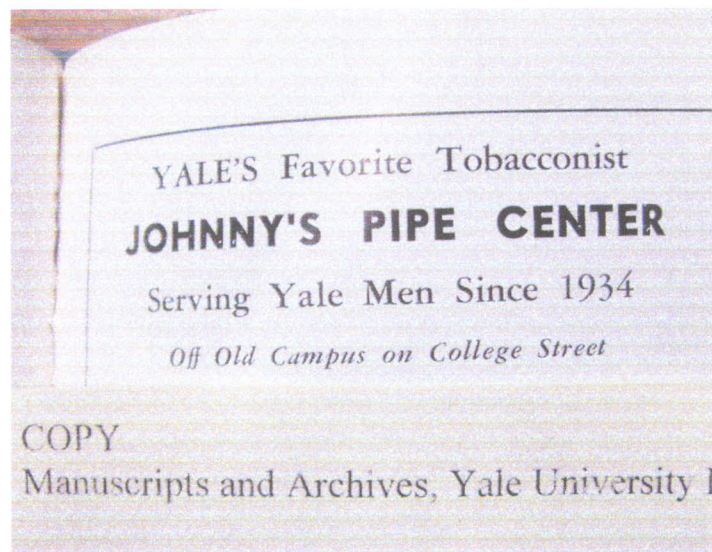 YALE'S Favorite Tobacconist
JOHNNY'S PIPE CENTER
Serving Yale Men Since 1934
Off Old Campus on College Street
COPY
Manuscripts and Archives, Yale University